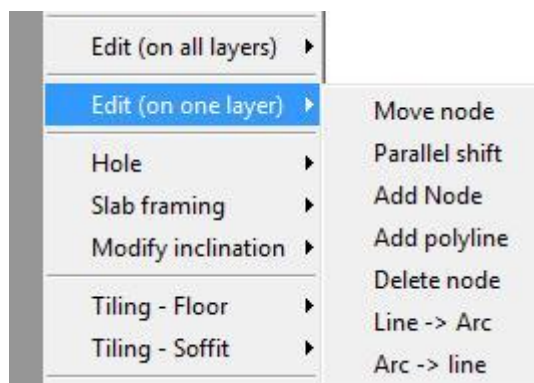 Edit (on all layers)
Edit (on one layer)
Hole
Slab framing
Modify inclination
Tiling - Floor
Tiling - Soffit
Move node
Parallel shift
Add Node
Add polyline
Delete node
Line -> Arc
Arc -> line